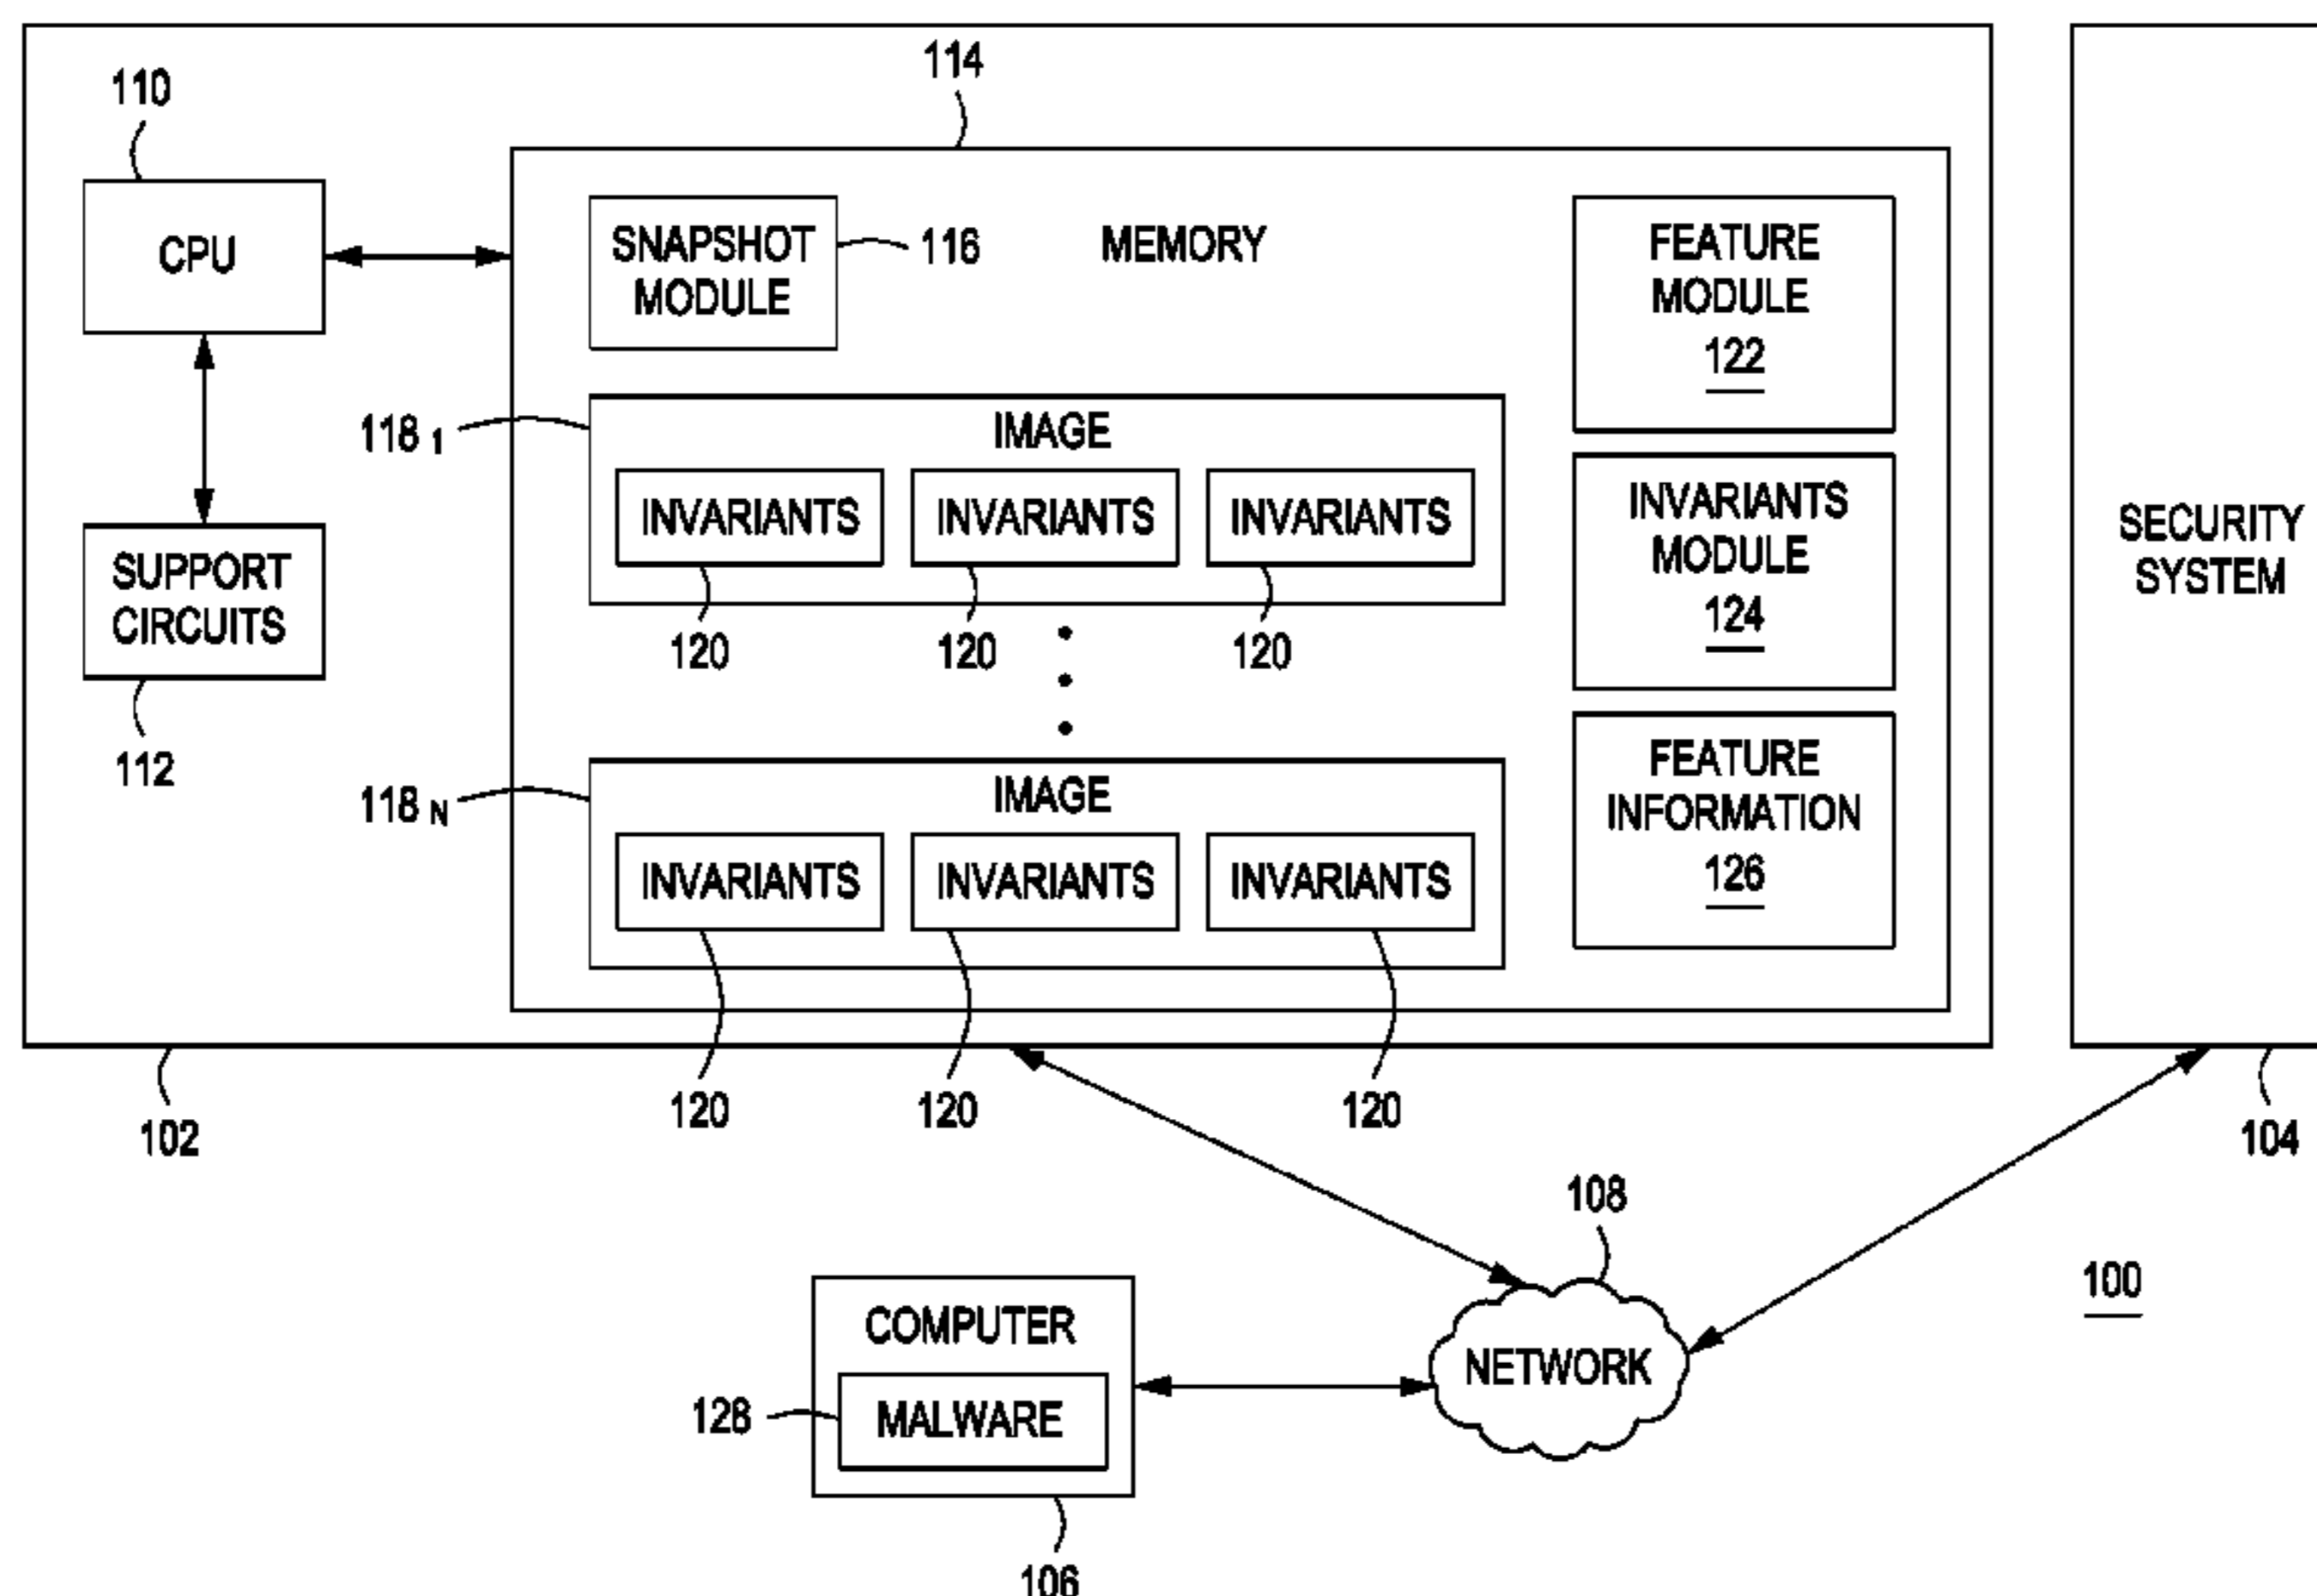 114
110
CPU
SNAPSHOT
MODULE
116
MEMORY
FEATURE
MODULE
122
118 1
IMAGE
INVARIANTS INVARIANTS INVARIANTS
120 120 120
INVARIANTS
MODULE
124
SECURITY
SYSTEM
SUPPORT
CIRCUITS
112
118 N
IMAGE
INVARIANTS INVARIANTS INVARIANTS
FEATURE
INFORMATION
126
102
120 120 120
104
108
100
COMPUTER
NETWORK
128
MALWARE
106